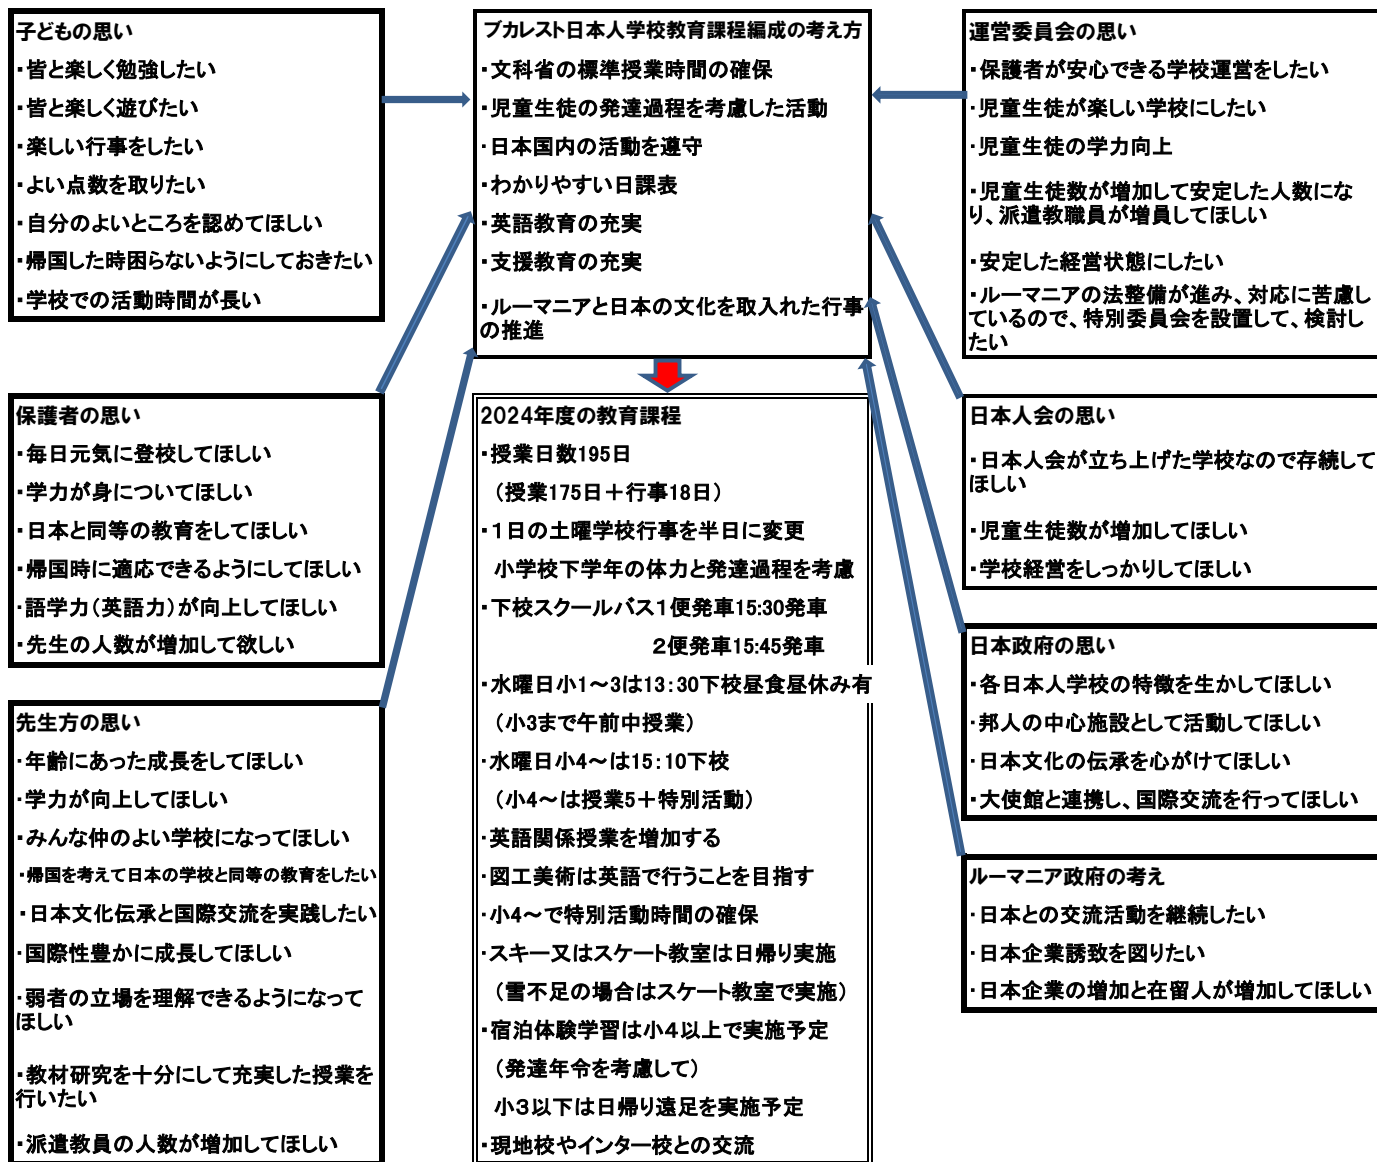 子どもの思い
・皆と楽しく勉強したい
・皆と楽しく遊びたい
・楽しい行事をしたい
・よい点数を取りたい
・自分のよいところを認めてほしい
・帰国した時困らないようにしておきたい
・学校での活動時間が長い
保護者の思い
・毎日元気に登校してほしい
・学力が身についてほしい
・日本と同等の教育をしてほしい
・帰国時に適応できるようにしてほしい
・語学力（英語力）が向上してほしい
・先生の人数が増加して欲しい
先生方の思い
・年齢にあった成長をしてほしい
・学力が向上してほしい
・みんな仲のよい学校になってほしい
・帰国を考えて日本の学校と同等の教育をしたい
・日本文化伝承と国際交流を実践したい
・国際性豊かに成長してほしい
・弱者の立場を理解できるようになって
ほしい
・教材研究を十分にして充実した授業を
行いたい
・派遣教員の人数が増加してほしい
ブカレスト日本人学校教育課程編成の考え方
・文科省の標準授業時間の確保
・児童生徒の発達過程を考慮した活動
・日本国内の活動を遵守
・わかりやすい日課表
・英語教育の充実
・支援教育の充実
・ルーマニアと日本の文化を取入れた行事
の推進
2024年度の教育課程
・授業日数195日
（授業175日＋行事18日）
・１日の土曜学校行事を半日に変更
小学校下学年の体力と発達過程を考慮
・下校スクールバス１便発車15:30発車
２便発車15:45発車
・水曜日小1～3は13:30下校昼食昼休み有
（小3まで午前中授業）
・水曜日小4～は15:10下校
（小4～は授業5＋特別活動）
・英語関係授業を増加する
・図工美術は英語で行うことを目指す
・小4～で特別活動時間の確保
・スキー又はスケート教室は日帰り実施
（雪不足の場合はスケート教室で実施）
・宿泊体験学習は小４以上で実施予定
（発達年令を考慮して）
小３以下は日帰り遠足を実施予定
・現地校やインター校との交流
運営委員会の思い
・保護者が安心できる学校運営をしたい
・児童生徒が楽しい学校にしたい
・児童生徒の学力向上
・児童生徒数が増加して安定した人数にな
り、派遣教職員が増員してほしい
・安定した経営状態にしたい
・ルーマニアの法整備が進み、対応に苦慮し
ているので、特別委員会を設置して、検討し
たい
日本人会の思い
・日本人会が立ち上げた学校なので存続して
ほしい
・児童生徒数が増加してほしい
・学校経営をしっかりしてほしい
日本政府の思い
・各日本人学校の特徴を生かしてほしい
・邦人の中心施設として活動してほしい
・日本文化の伝承を心がけてほしい
・大使館と連携し、国際交流を行ってほしい
ルーマニア政府の考え
・日本との交流活動を継続したい
・日本企業誘致を図りたい
・日本企業の増加と在留人が増加してほしい